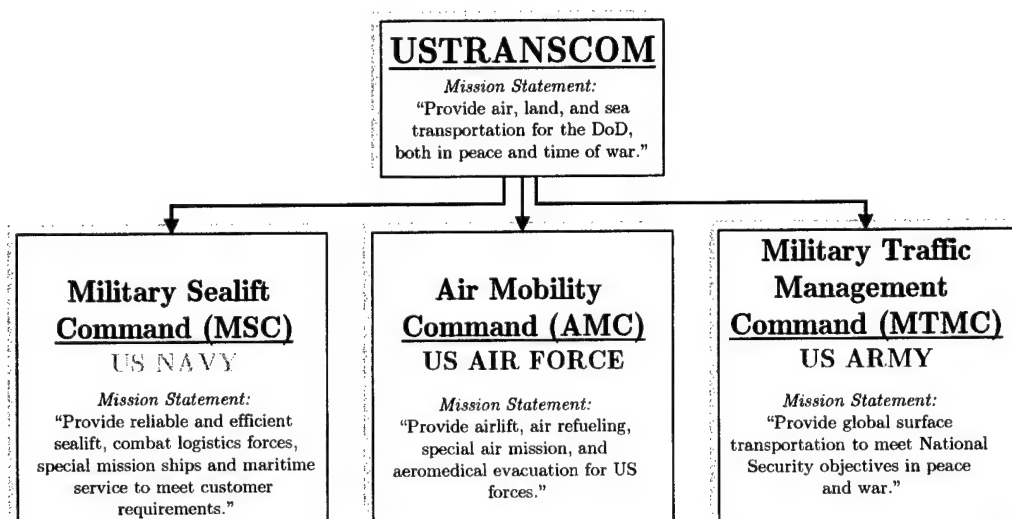 USTRANSCOM
Mission Statement:
“Provide air, land, and sea
transportation for the DoD,
both in peace and time of war.”
Military Sealift
Command (MSC)
US NAVY
Mission Statement:
“Provide reliable and efficient
sealift, combat logistics forces,
special mission ships and maritime
service to meet customer
requirements.”
Air Mobility
Command (AMC)
US AIR FORCE
Mission Statement:
“Provide airlift, air refueling,
special air mission, and
aeromedical evacuation for US
forces.”
Military Traffic
Management
Command (MTMC)
US ARMY
Mission Statement:
“Provide global surface
transportation to meet National
Security objectives in peace
and war.”